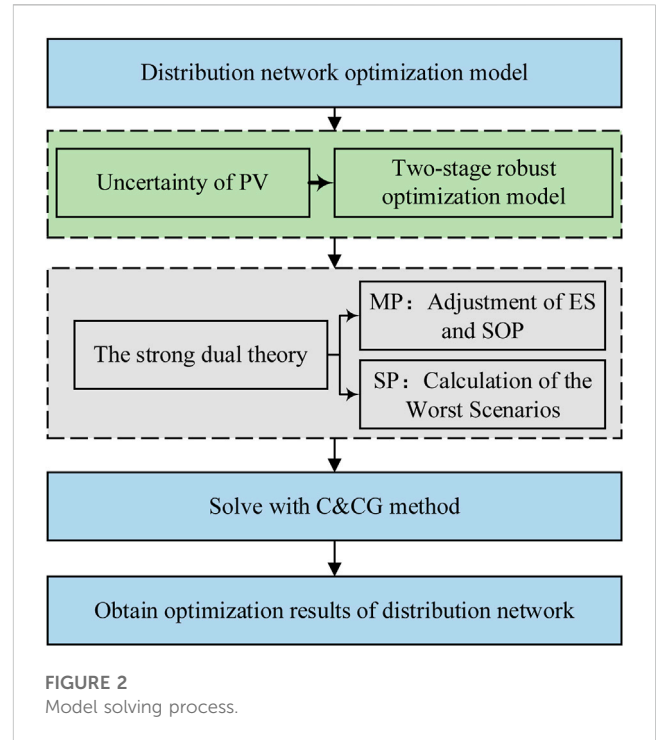 Distribution network optimization model
Uncertainty of PV
Two-stage robust
optimization model
The strong dual theory
MP：Adjustment of ES
and SOP
SP：Calculation of the
Worst Scenarios
Solve with C&CG method
Obtain optimization results of distribution network
FIGURE 2
Model solving process.